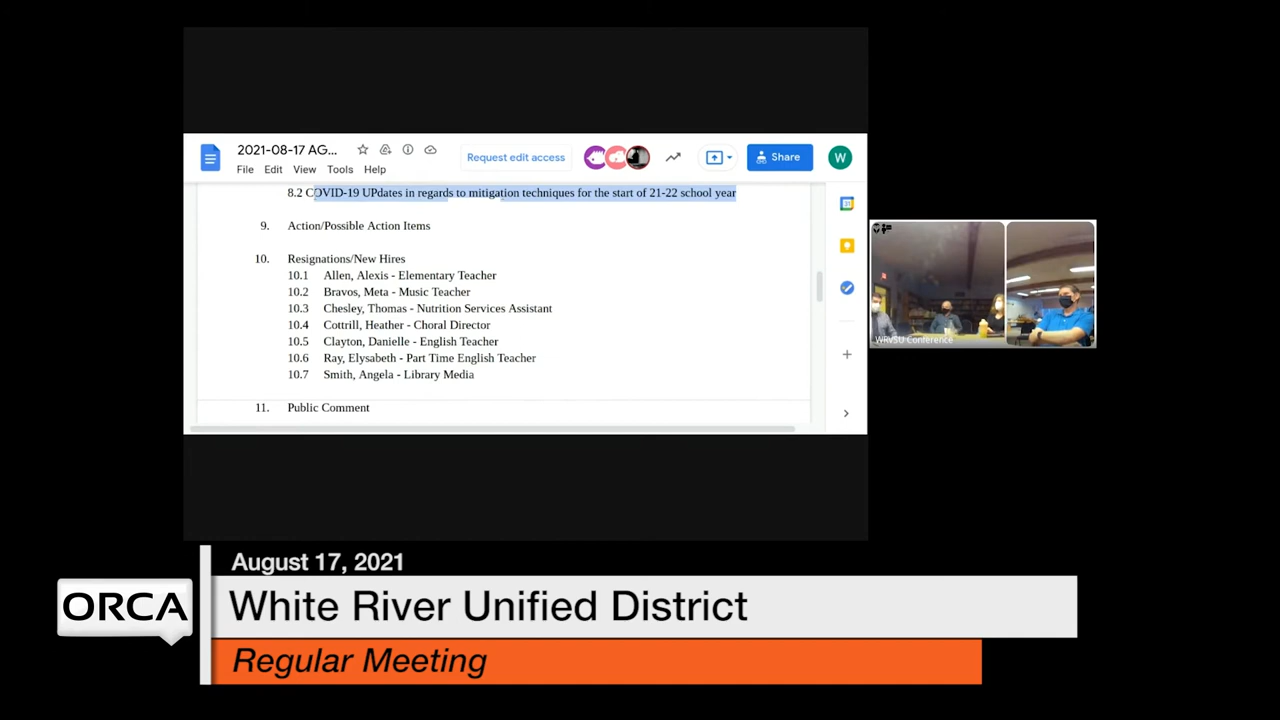 2021-08-17 AG...
File Edit View Tools Help
Request edit access
Share
W
8.2 COVID-19 UPdates in regards to mitigation techniques for the start of 21-22 school year
9. Action/Possible Action Items
10. Resignations/New Hires
10.1 Allen, Alexis - Elementary Teacher
10.2 Bravos, Meta - Music Teacher
10.3 Chesley, Thomas - Nutrition Services Assistant
10.4 Cottrill, Heather - Choral Director
10.5 Clayton, Danielle - English Teacher
10.6 Ray, Elysabeth - Part Time English Teacher
10.7 Smith, Angela - Library Media
11. Public Comment
WRVSU Conference
August 17, 2021
ORCA
White River Unified District
Regular Meeting